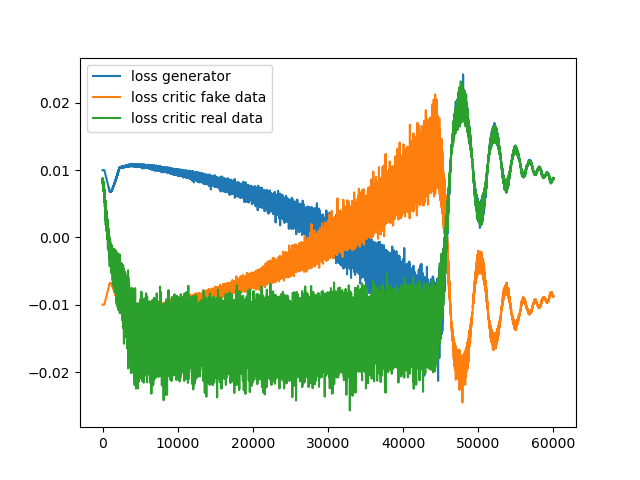 loss generator
loss critic fake data
loss critic real data
0.02
0.01
0.00
−0.01
−0.02
0 10000 20000 30000 40000 50000 60000